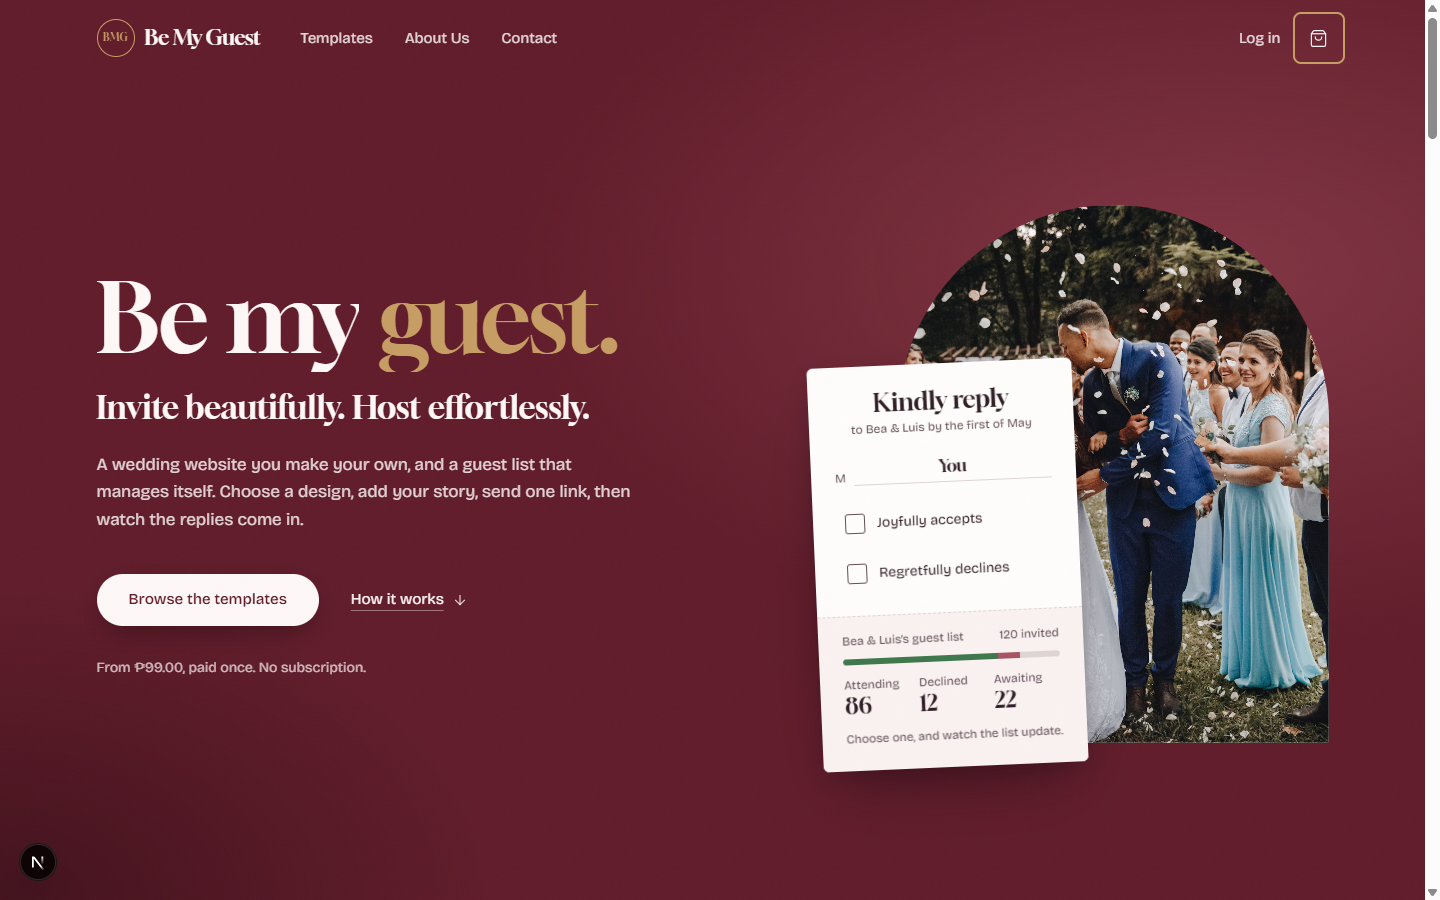 BMG Be My Guest Templates About Us Contact Log in
Be my guest.
Invite beautifully. Host effortlessly.
A wedding website you make your own, and a guest list that
manages itself. Choose a design, add your story, send one link, then
watch the replies come in.
Browse the templates How it works ↓
From ₱99.00, paid once. No subscription.
Kindly reply
to Bea & Luis by the first of May
M You
Joyfully accepts
Regretfully declines
Bea & Luis's guest list 120 invited
Attending Declined Awaiting
86 12 22
Choose one, and watch the list update.
N